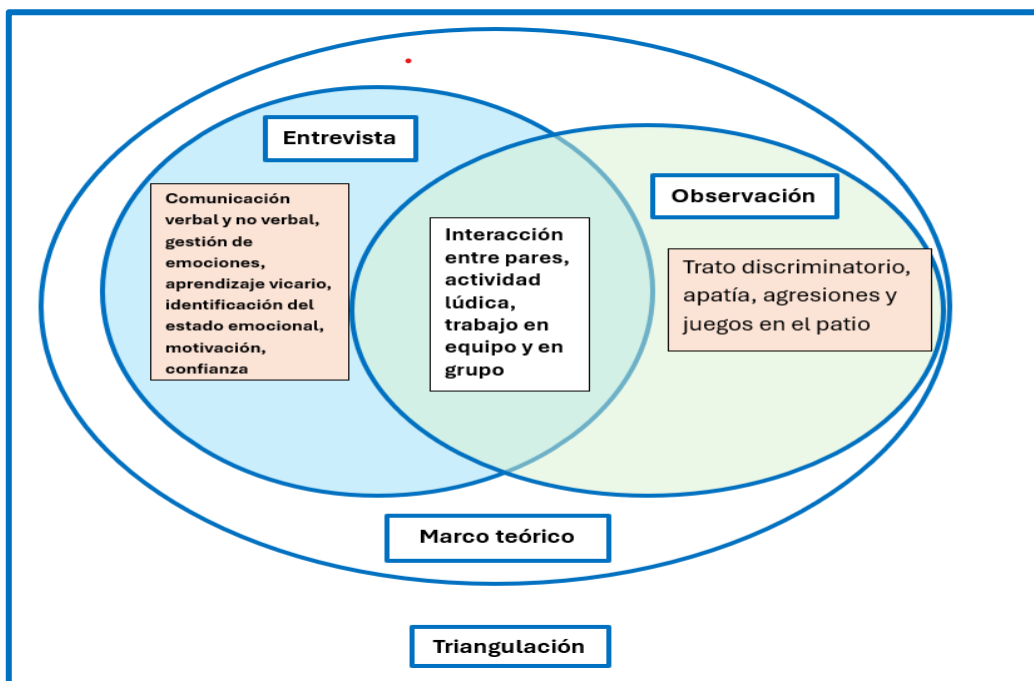 Entrevista
Comunicación
verbal y no verbal,
gestión de
emociones,
aprendizaje vicario,
identificación del
estado emocional,
motivación,
confianza
Interacción
entre pares,
actividad
lúdica,
trabajo en
equipo y en
grupo
Observación
Trato discriminatorio,
apatía, agresiones y
juegos en el patio
Marco teórico
Triangulación